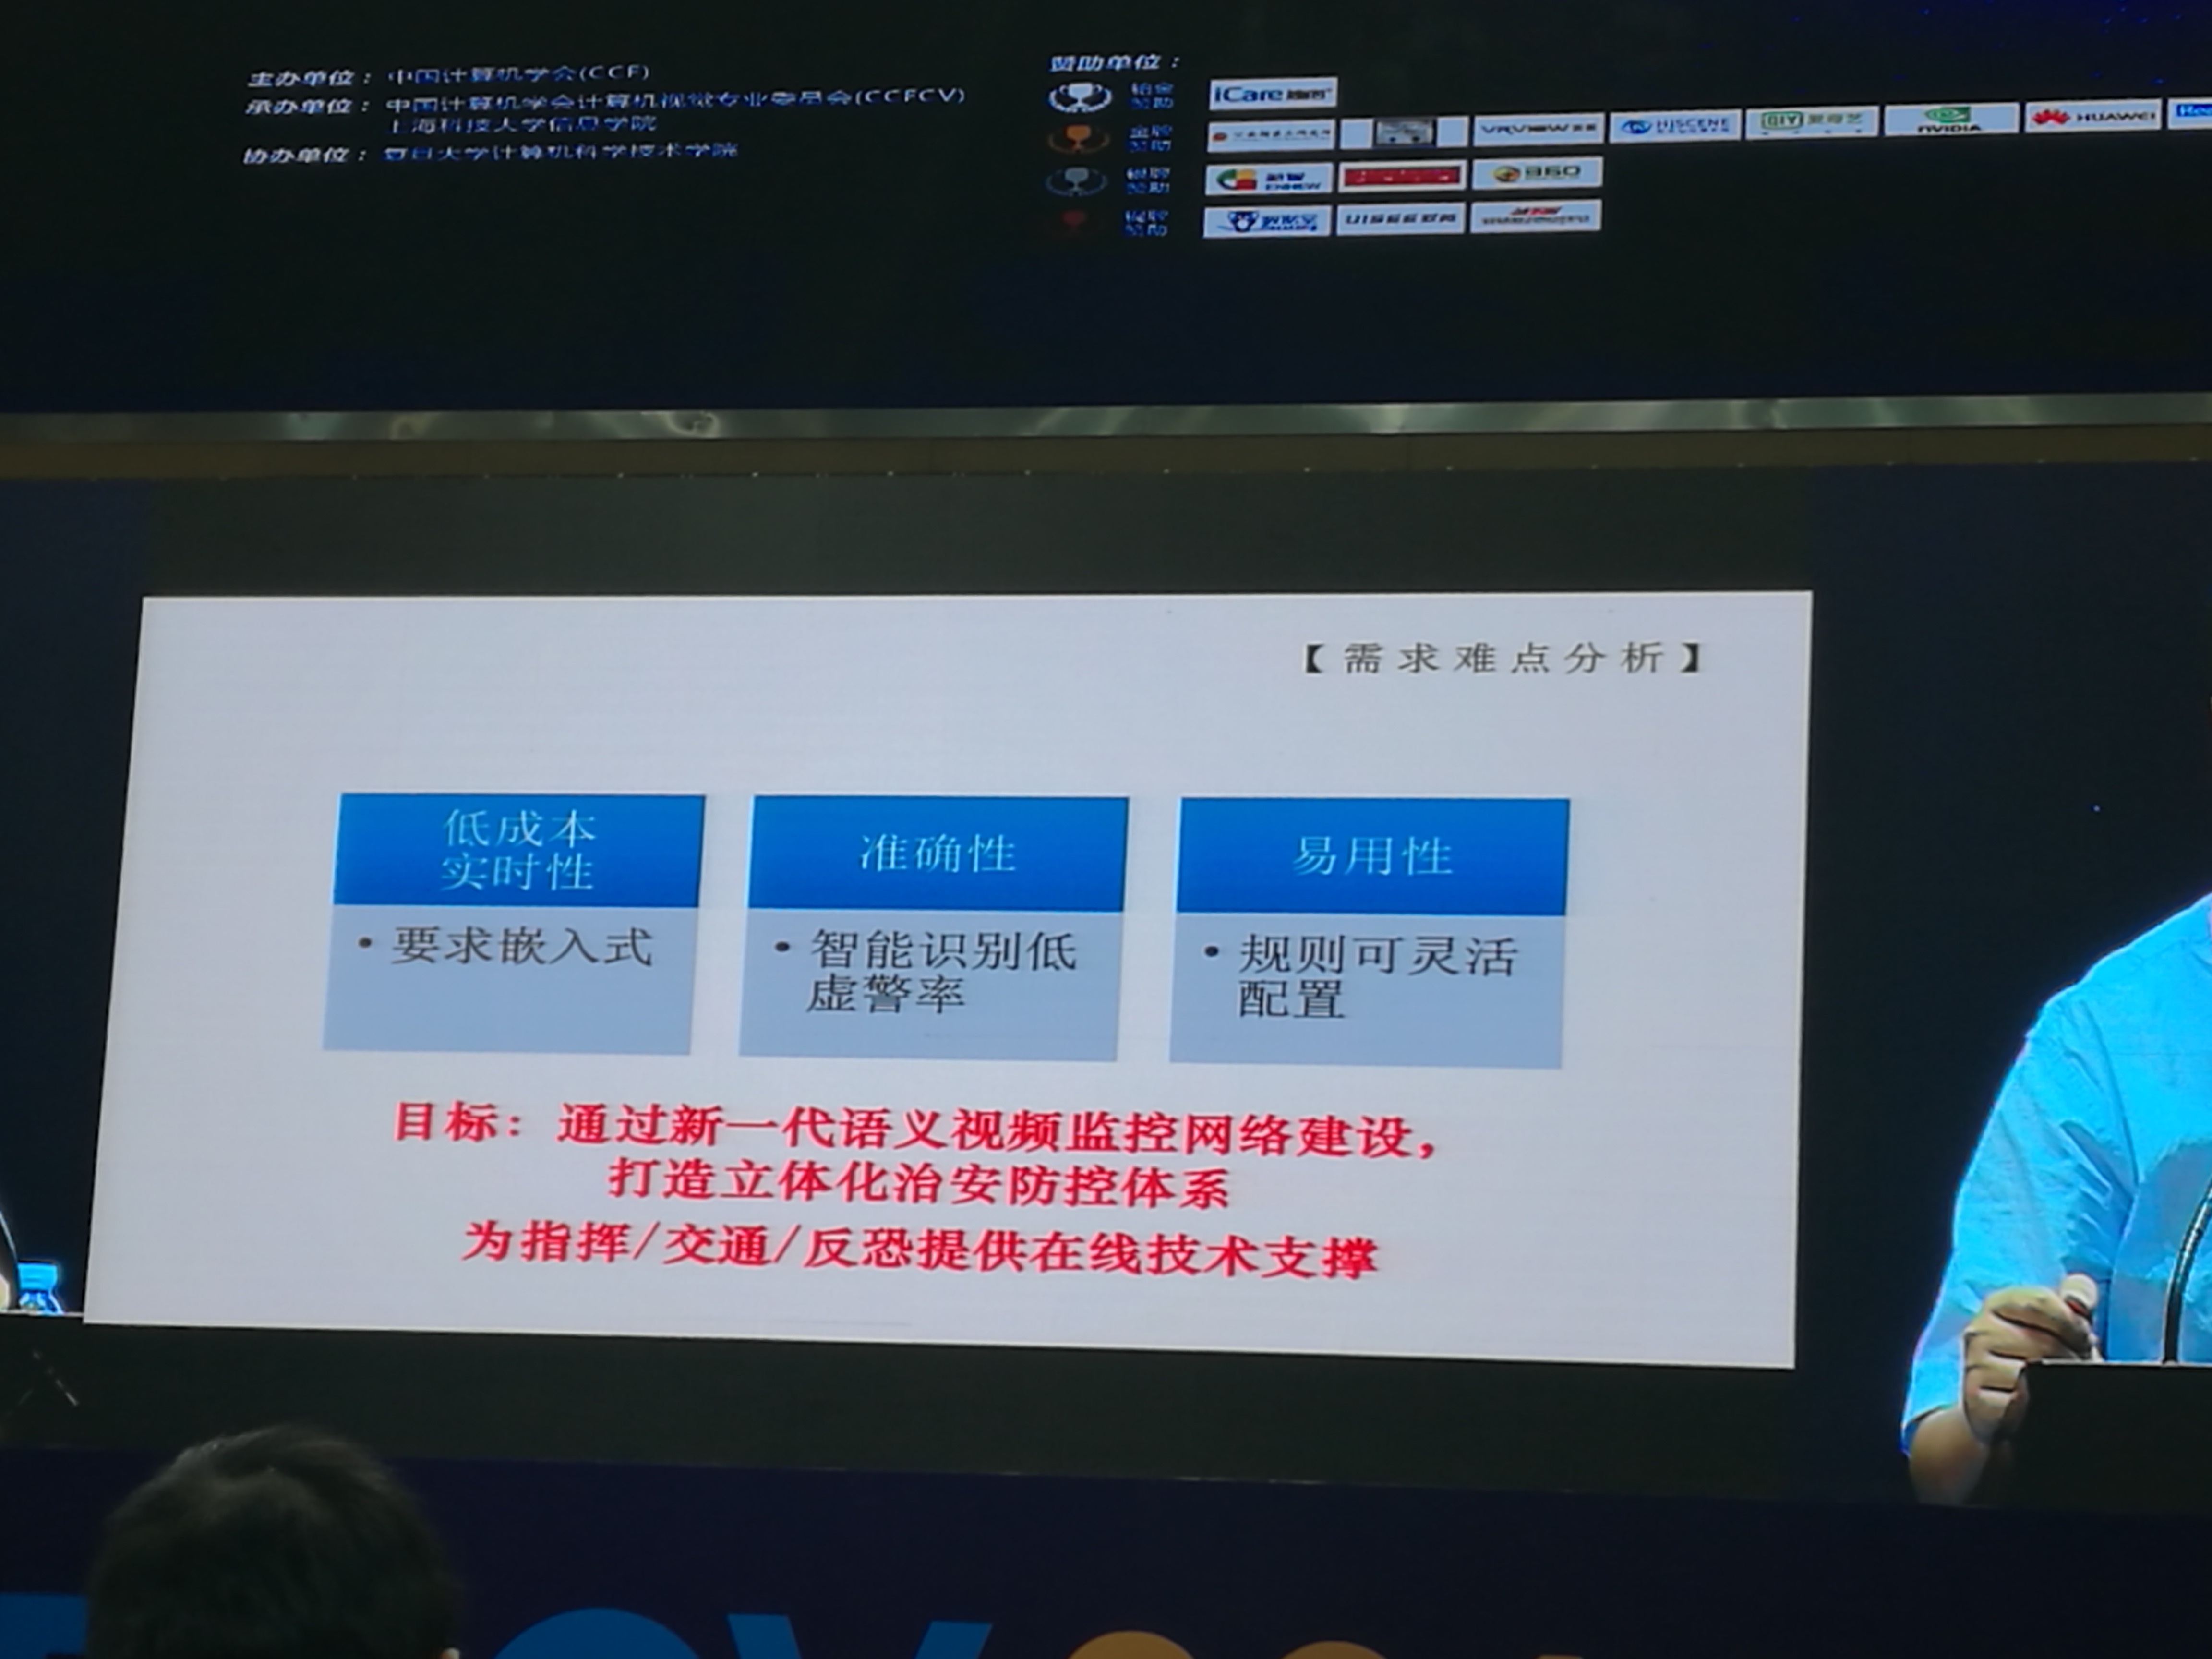 主办单位：中国计算机学会(CCF)
承办单位：中国计算机学会计算机视觉专业委员会(CCFCV)
上海科技大学信息学院
协办单位：复旦大学计算机科学技术学院
赞助单位：
铂金
赞助
iCare
金牌
赞助
VRVIEW
HiSCENE
QIY 爱奇艺
NVIDIA
HUAWEI
银牌
赞助
360
铜牌
赞助
UISEE 驭势
【需求难点分析】
低成本
实时性
• 要求嵌入式
准确性
• 智能识别低
虚警率
易用性
• 规则可灵活
配置
目标：通过新一代语义视频监控网络建设，
打造立体化治安防控体系
为指挥/交通/反恐提供在线技术支撑